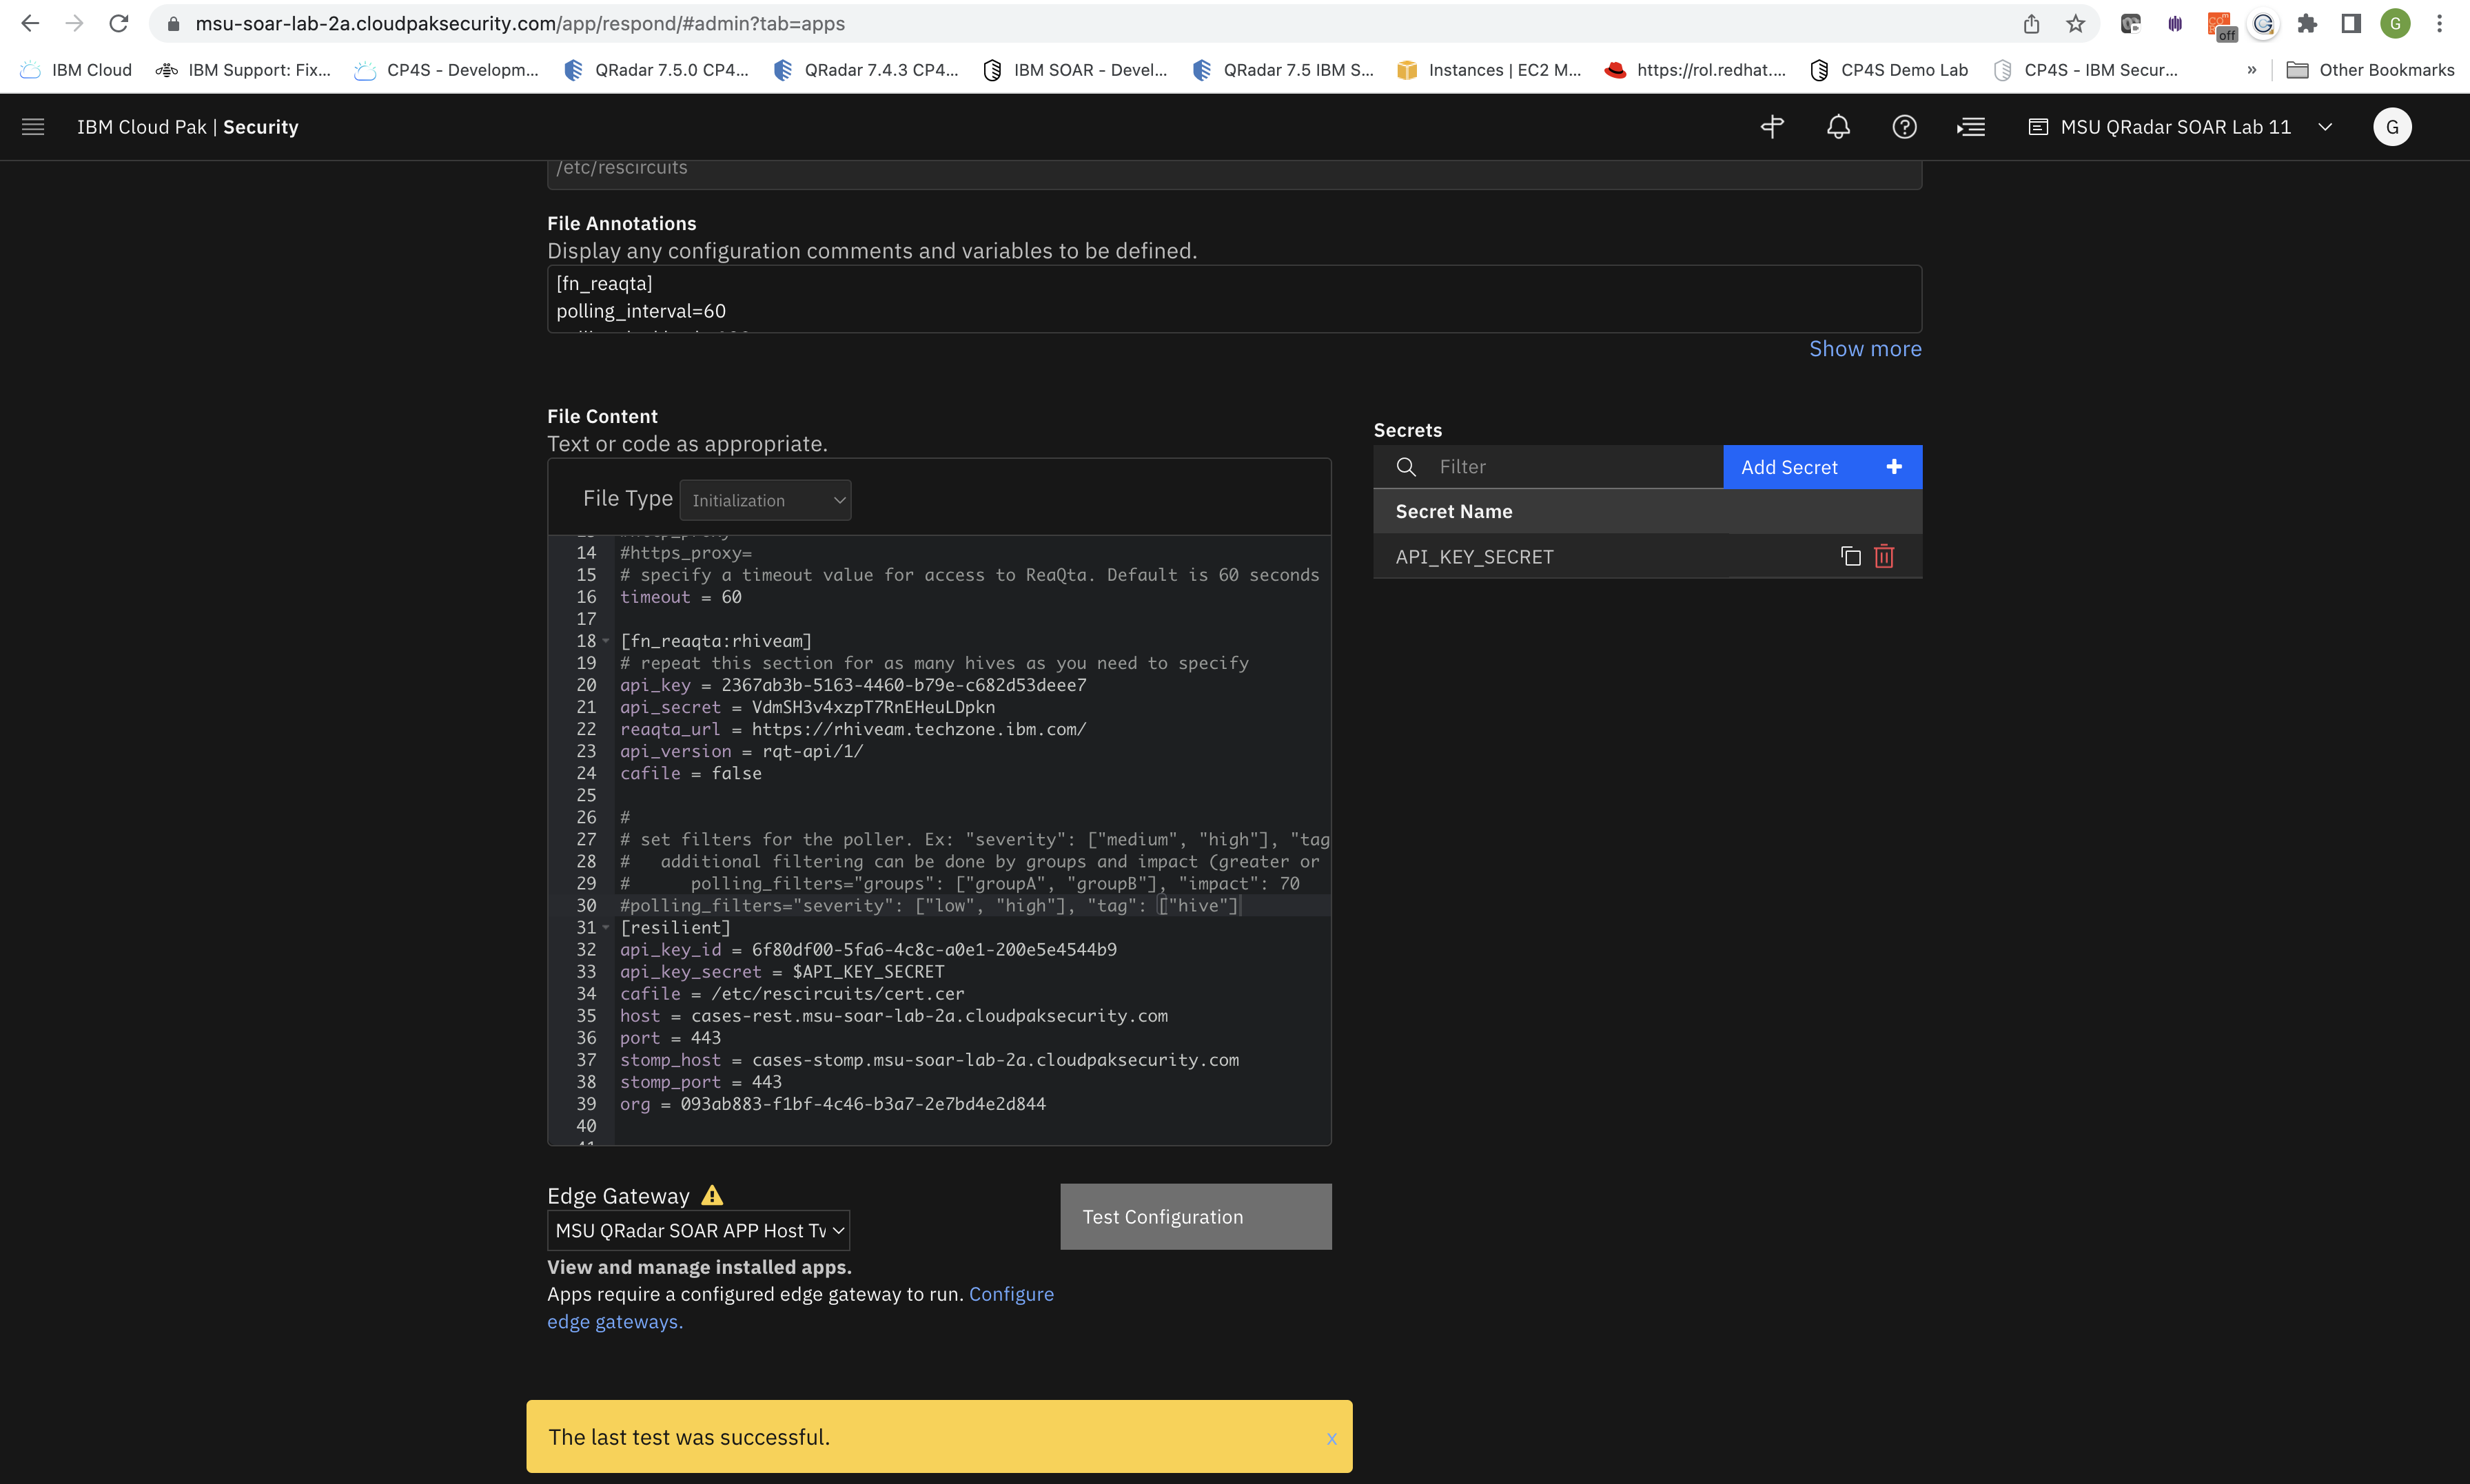 msu-soar-lab-2a.cloudpaksecurity.com/app/respond/#admin?tab=apps
off
G
IBM Cloud
IBM Support: Fix...
CP4S - Developm...
QRadar 7.5.0 CP4...
QRadar 7.4.3 CP4...
IBM SOAR - Devel...
QRadar 7.5 IBM S...
Instances | EC2 M...
https://rol.redhat....
CP4S Demo Lab
CP4S - IBM Secur...
»
Other Bookmarks
IBM Cloud Pak | Security
MSU QRadar SOAR Lab 11
G
/etc/rescircuits
File Annotations
Display any configuration comments and variables to be defined.
[fn_reaqta]
polling_interval=60
Show more
File Content
Text or code as appropriate.
File Type Initialization
14 #https_proxy=
15 # specify a timeout value for access to ReaQta. Default is 60 seconds
16 timeout = 60
17
18 [fn_reaqta:rhiveam]
19 # repeat this section for as many hives as you need to specify
20 api_key = 2367ab3b-5163-4460-b79e-c682d53deee7
21 api_secret = VdmSH3v4xzpT7RnEHeuLDpkn
22 reaqta_url = https://rhiveam.techzone.ibm.com/
23 api_version = rqt-api/1/
24 cafile = false
25
26 #
27 # set filters for the poller. Ex: "severity": ["medium", "high"], "tag
28 #   additional filtering can be done by groups and impact (greater or
29 #      polling_filters="groups": ["groupA", "groupB"], "impact": 70
30 #polling_filters="severity": ["low", "high"], "tag": ["hive"]
31 [resilient]
32 api_key_id = 6f80df00-5fa6-4c8c-a0e1-200e5e4544b9
33 api_key_secret = $API_KEY_SECRET
34 cafile = /etc/rescircuits/cert.cer
35 host = cases-rest.msu-soar-lab-2a.cloudpaksecurity.com
36 port = 443
37 stomp_host = cases-stomp.msu-soar-lab-2a.cloudpaksecurity.com
38 stomp_port = 443
39 org = 093ab883-f1bf-4c46-b3a7-2e7bd4e2d844
40
Secrets
Filter
Add Secret +
Secret Name
API_KEY_SECRET
Edge Gateway
MSU QRadar SOAR APP Host Tw
Test Configuration
View and manage installed apps.
Apps require a configured edge gateway to run. Configure
edge gateways.
The last test was successful.
x